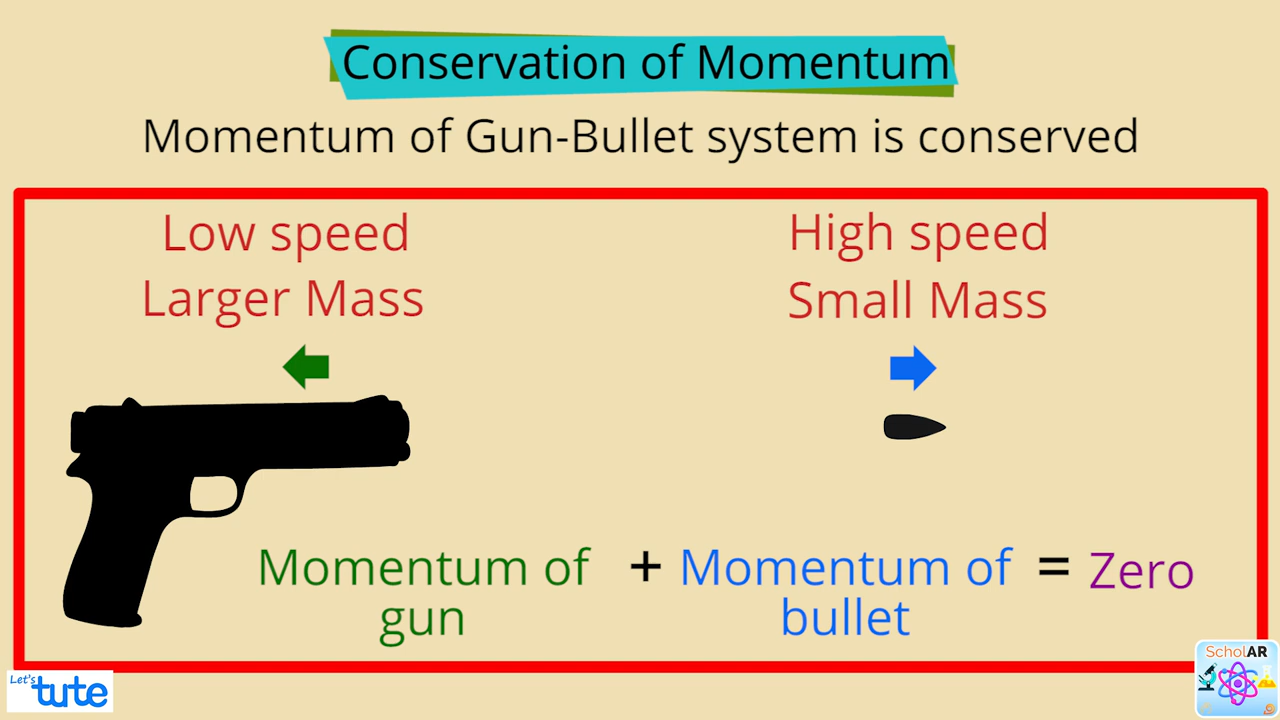 Conservation of Momentum
Momentum of Gun-Bullet system is conserved
Low speed
Larger Mass
High speed
Small Mass
Momentum of gun + Momentum of bullet = Zero
Let's tute
ScholAR